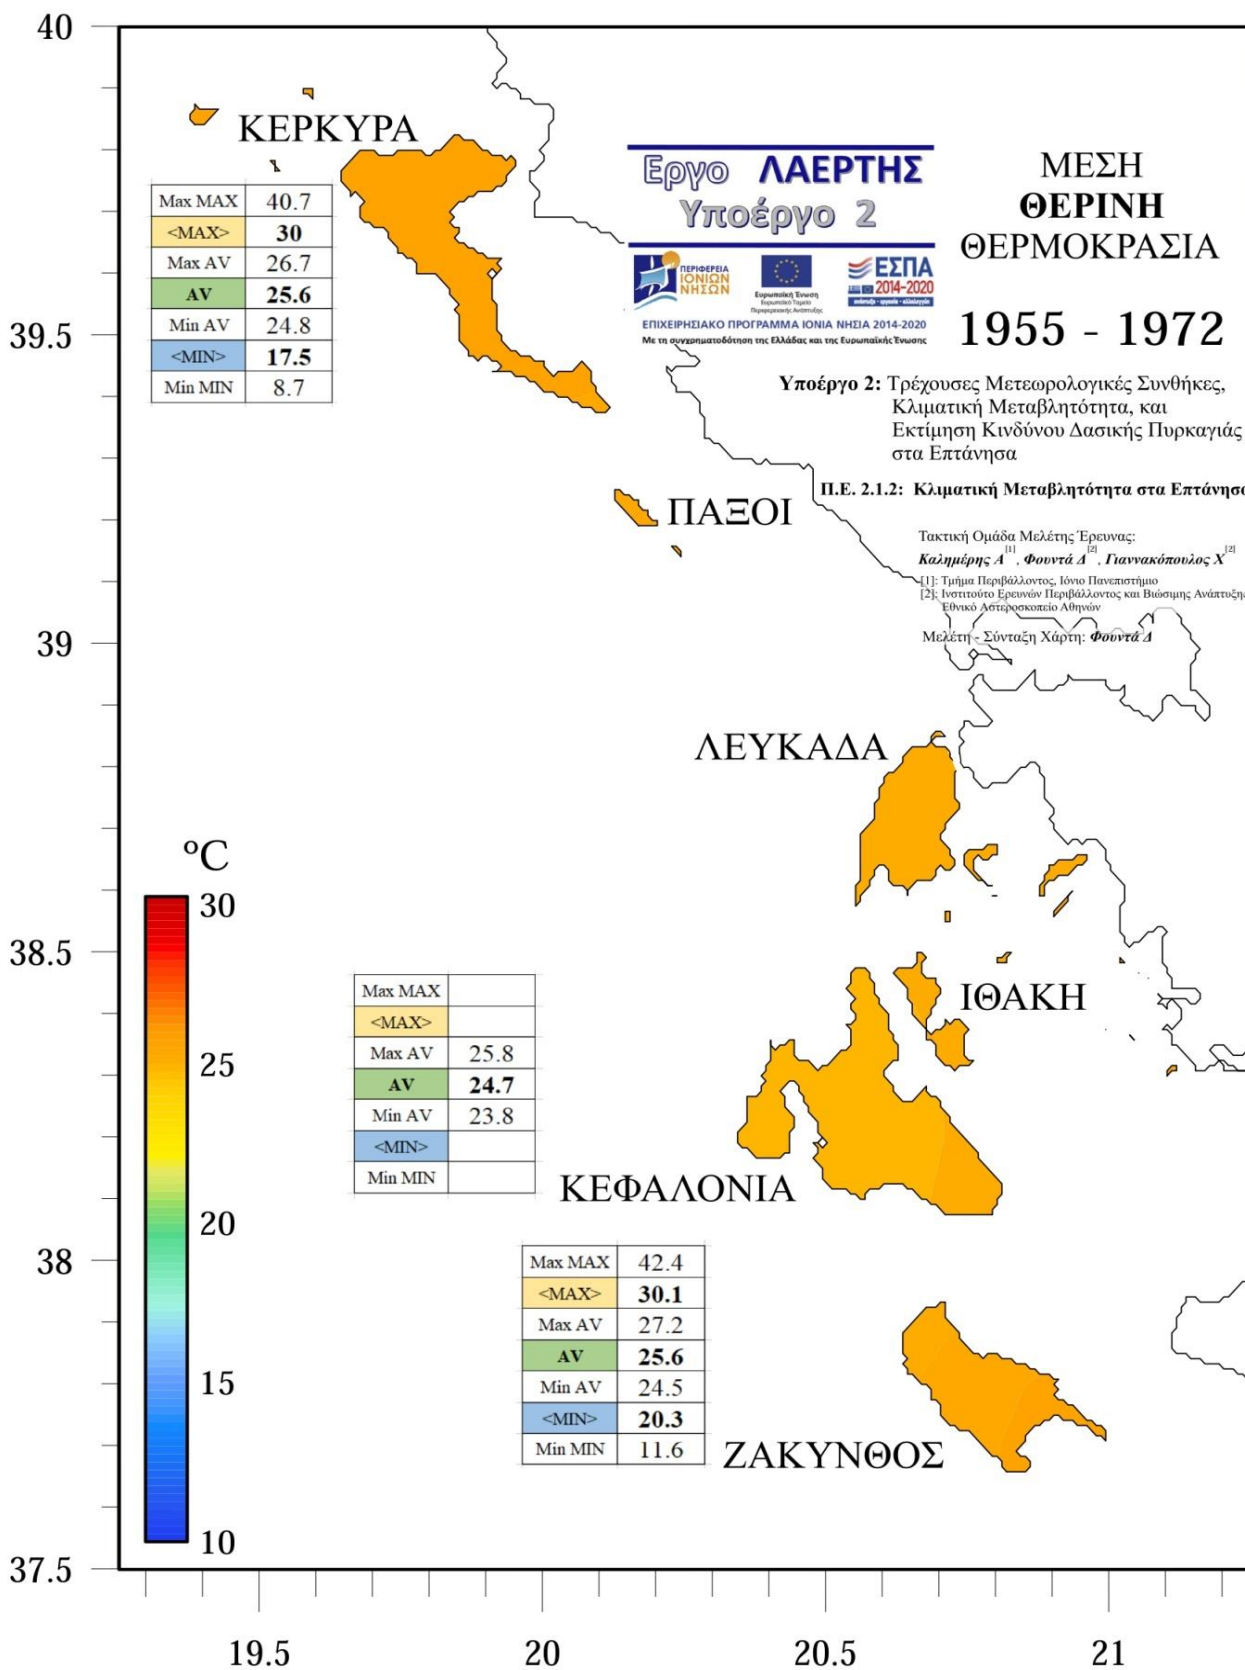 40
ΚΕΡΚΥΡΑ
Max MAX 40.7
<MAX> 30
Max AV 26.7
AV 25.6
Min AV 24.8
<MIN> 17.5
Min MIN 8.7
Εργο ΛΑΕΡΤΗΣ
Υποέργο 2
ΠΕΡΙΦΕΡΕΙΑ
ΙΟΝΙΩΝ
ΝΗΣΩΝ
Ευρωπαϊκή Ένωση
Ευρωπαϊκό Ταμείο
Περιφερειακής Ανάπτυξης
ΕΣΠΑ
2014-2020
ανάπτυξη - εργασία - αλληλεγγύη
ΕΠΙΧΕΙΡΗΣΙΑΚΟ ΠΡΟΓΡΑΜΜΑ ΙΟΝΙΑ ΝΗΣΙΑ 2014-2020
Με τη συγχρηματοδότηση της Ελλάδας και της Ευρωπαϊκής Ένωσης
ΜΕΣΗ
ΘΕΡΙΝΗ
ΘΕΡΜΟΚΡΑΣΙΑ
1955 - 1972
39.5
Υποέργο 2: Τρέχουσες Μετεωρολογικές Συνθήκες,
Κλιματική Μεταβλητότητα, και
Εκτίμηση Κινδύνου Δασικής Πυρκαγιάς
στα Επτάνησα
Π.Ε. 2.1.2: Κλιματική Μεταβλητότητα στα Επτάνησα
ΠΑΞΟΙ
Τακτική Ομάδα Μελέτης Έρευνας:
Καλημέρης Α [1], Φουντά Δ [2], Γιαννακόπουλος Χ [2]
[1]: Τμήμα Περιβάλλοντος, Ιόνιο Πανεπιστήμιο
[2]: Ινστιτούτο Ερευνών Περιβάλλοντος και Βιώσιμης Ανάπτυξης
Εθνικό Αστεροσκοπείο Αθηνών
Μελέτη - Σύνταξη Χάρτη: Φουντά Δ
39
ΛΕΥΚΑΔΑ
°C
30
25
20
15
10
38.5
ΙΘΑΚΗ
Max MAX
<MAX>
Max AV 25.8
AV 24.7
Min AV 23.8
<MIN>
Min MIN
ΚΕΦΑΛΟΝΙΑ
38
Max MAX 42.4
<MAX> 30.1
Max AV 27.2
AV 25.6
Min AV 24.5
<MIN> 20.3
Min MIN 11.6
ΖΑΚΥΝΘΟΣ
37.5
19.5 20 20.5 21